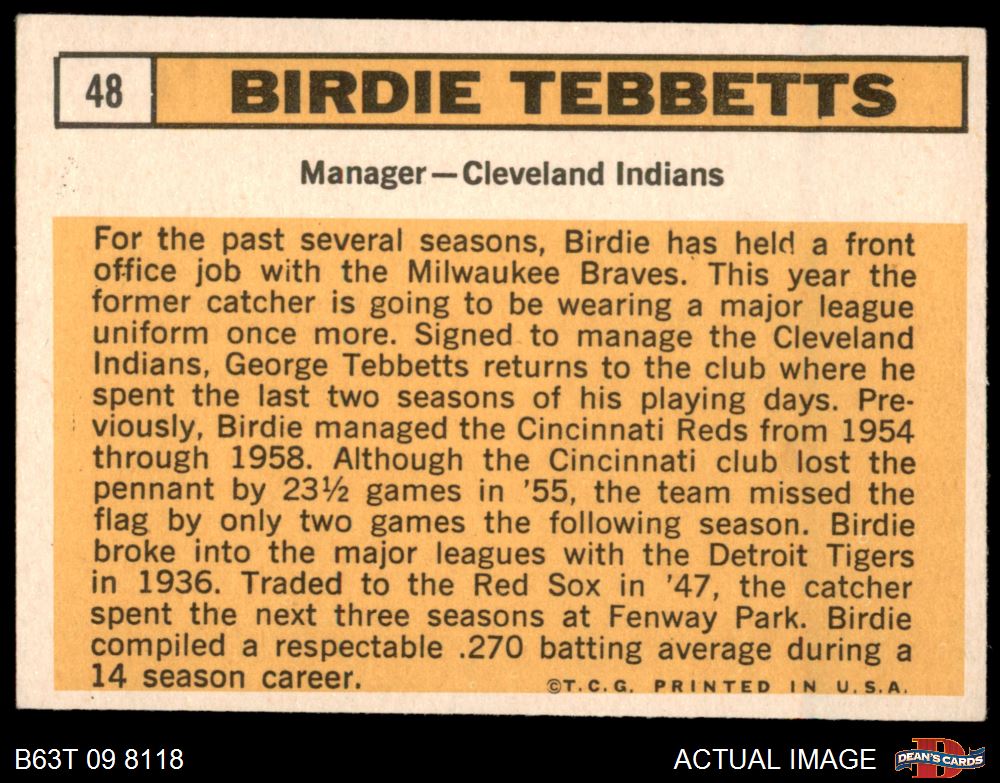 48 BIRDIE TEBBETTS
Manager—Cleveland Indians
For the past several seasons, Birdie has held a front
office job with the Milwaukee Braves. This year the
former catcher is going to be wearing a major league
uniform once more. Signed to manage the Cleveland
Indians, George Tebbetts returns to the club where he
spent the last two seasons of his playing days. Pre-
viously, Birdie managed the Cincinnati Reds from 1954
through 1958. Although the Cincinnati club lost the
pennant by 23½ games in '55, the team missed the
flag by only two games the following season. Birdie
broke into the major leagues with the Detroit Tigers
in 1936. Traded to the Red Sox in '47, the catcher
spent the next three seasons at Fenway Park. Birdie
compiled a respectable .270 batting average during a
14 season career.
©T.C.G. PRINTED IN U.S.A.
B63T 09 8118
ACTUAL IMAGE
D
DEAN'S CARDS